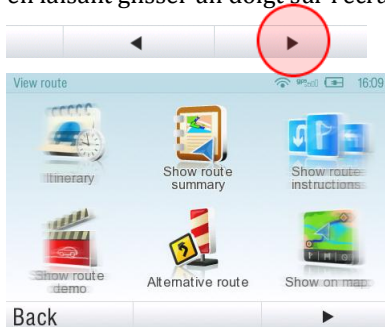 en faisant glisser un doigt sur l'écra
View route
16:09
Itinerary
Show route
summary
Show route
instructions
Show route
demo
Alternative route
Show on map
Back